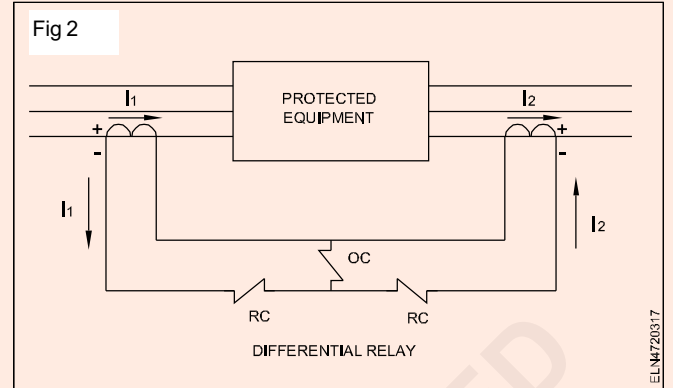 Fig 2
PROTECTED
EQUIPMENT
I1
I2
+
-
+
-
I1
I2
OC
RC
RC
DIFFERENTIAL RELAY
ELN4720317